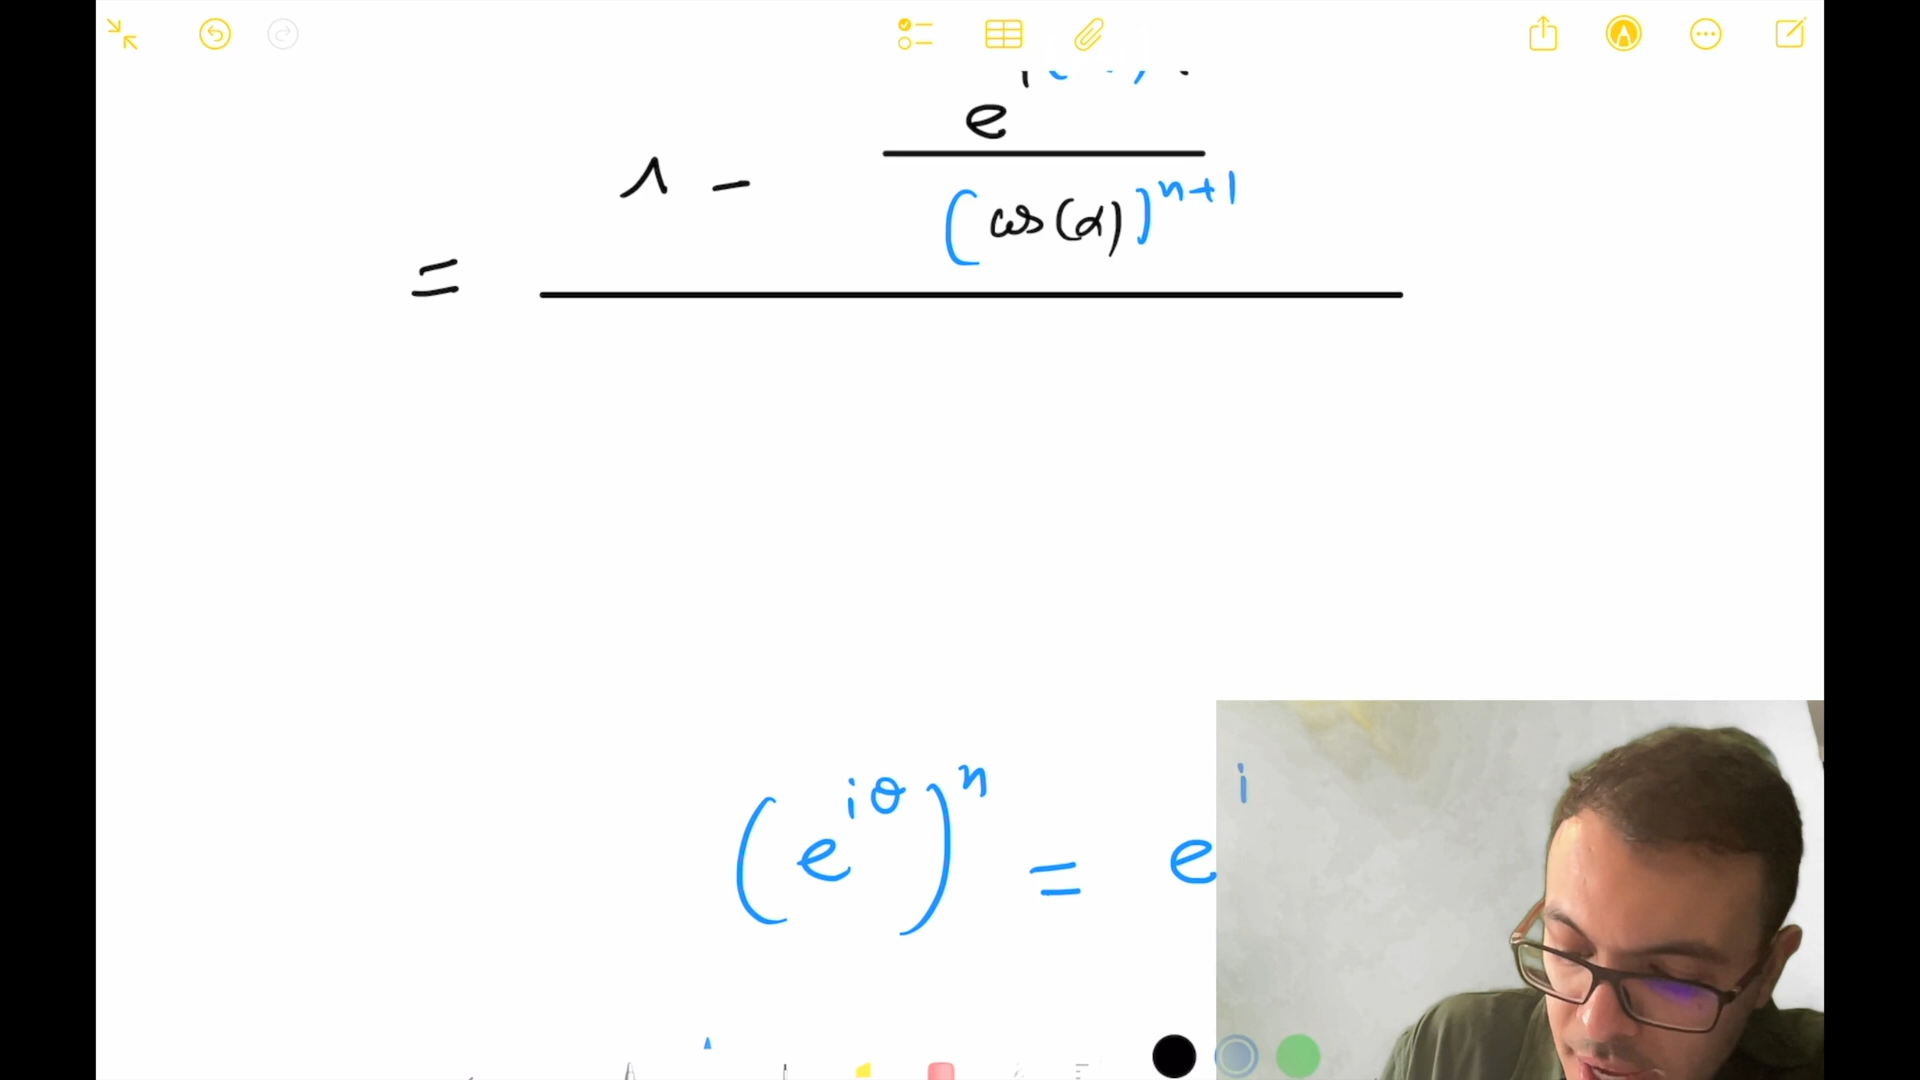 e
1 -
(cos(α))ⁿ⁺¹
=
(e^{iθ})ⁿ = e^{i